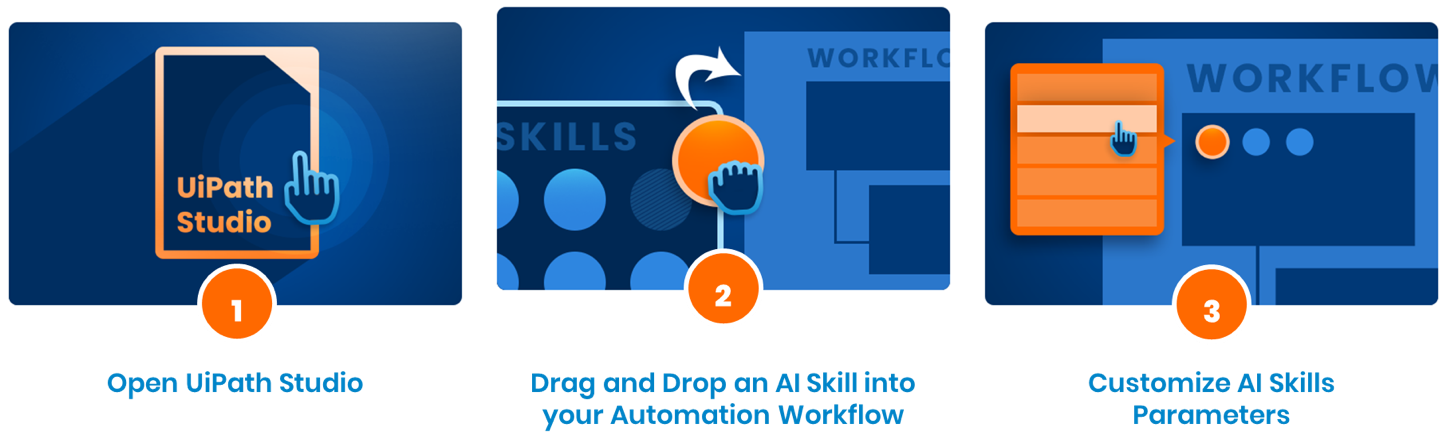 UiPath
Studio
1
Open UiPath Studio
SKILLS
WORKFLO
2
Drag and Drop an AI Skill into
your Automation Workflow
WORKFLOW
3
Customize AI Skills
Parameters